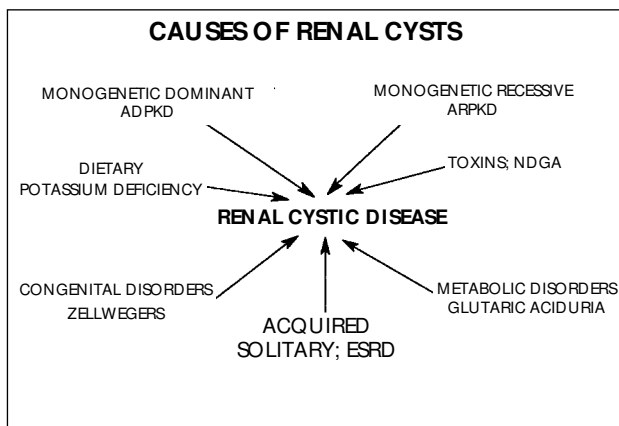 CAUSES OF RENAL CYSTS
MONOGENETIC DOMINANT
ADPKD
MONOGENETIC RECESSIVE
ARPKD
DIETARY
POTASSIUM DEFICIENCY
TOXINS; NDGA
RENAL CYSTIC DISEASE
CONGENITAL DISORDERS
ZELLWEGERS
METABOLIC DISORDERS
GLUTARIC ACIDURIA
ACQUIRED
SOLITARY; ESRD